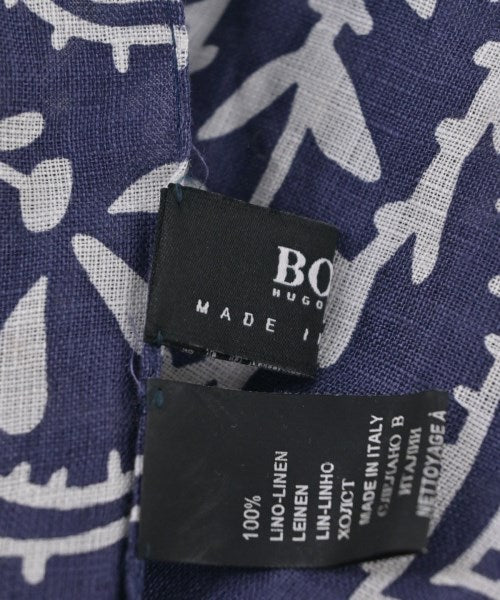 BO
HUGO
MADE I
100%
LINO-LINEN
LEINEN
LIN-LINHO
ХОЛСТ
MADE IN ITALY
СДЕЛАНО В
ИТАЛИИ
NETTOYAGE À